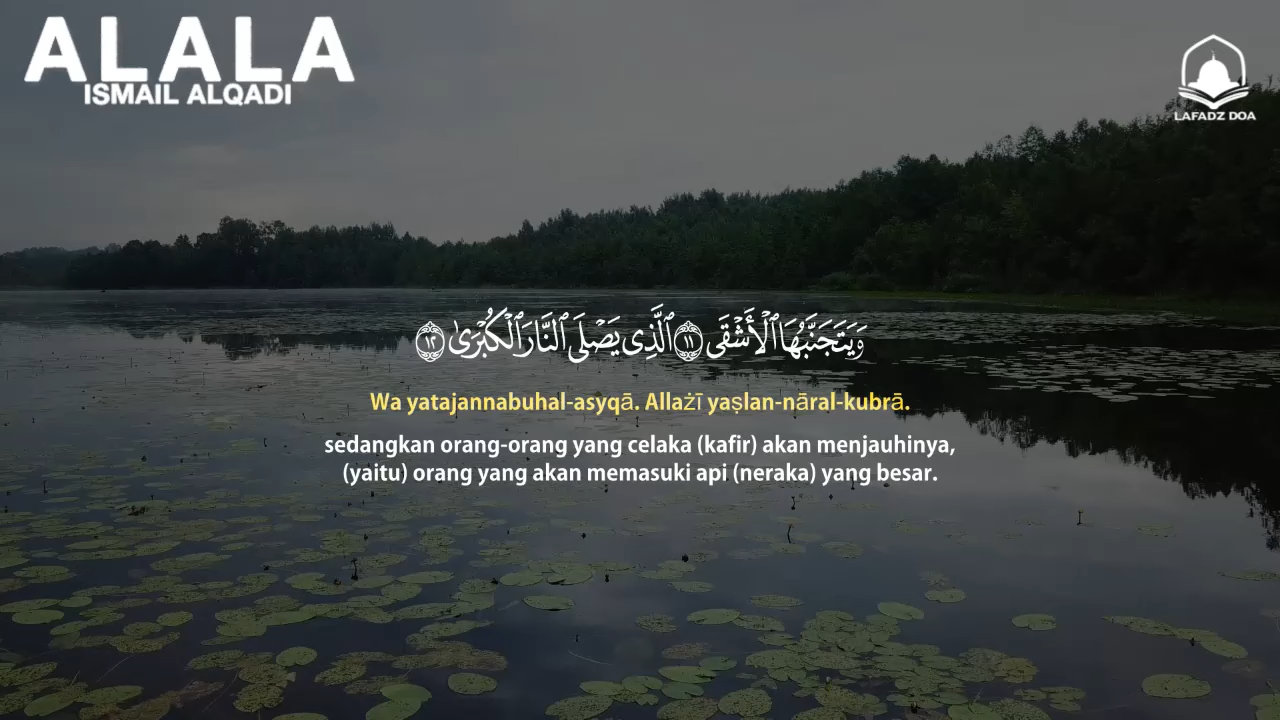 ALALA
ISMAIL ALQADI
LAFADZ DOA
وَيَتَجَنَّبُهَا ٱلْأَشْقَى ١١ ٱلَّذِى يَصْلَى ٱلنَّارَ ٱلْكُبْرَىٰ ١٢
Wa yatajannabuhal-asyqā. Allażī yaṣlan-nāral-kubrā.
sedangkan orang-orang yang celaka (kafir) akan menjauhinya,
(yaitu) orang yang akan memasuki api (neraka) yang besar.